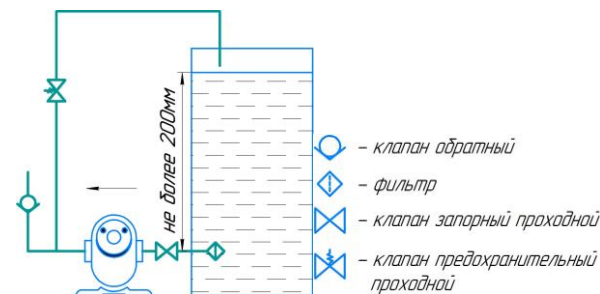 не более 200мм
– клапан обратный
– фильтр
– клапан запорный проходной
– клапан предохранительный
проходной